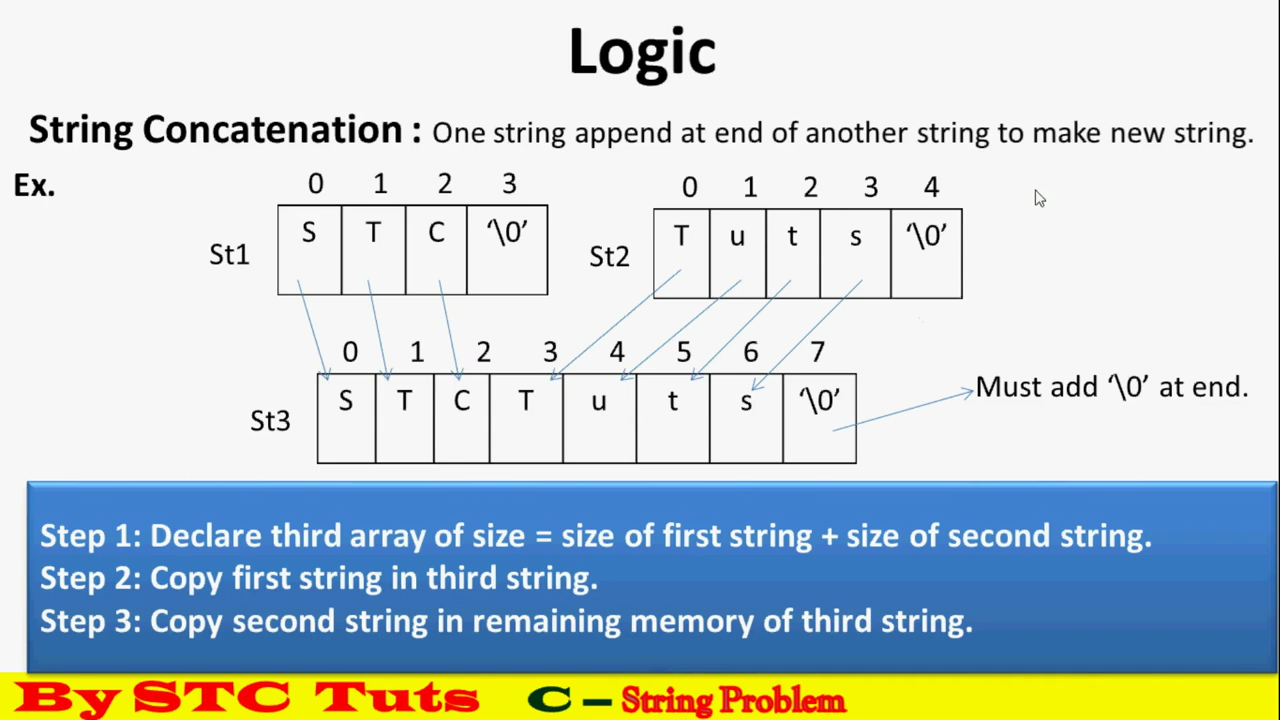 Logic
String Concatenation : One string append at end of another string to make new string.
Ex.
0 1 2 3
0 1 2 3 4
St1 S T C ‘\0’
St2 T u t s ‘\0’
0 1 2 3 4 5 6 7
St3 S T C T u t s ‘\0’
Must add ‘\0’ at end.
Step 1: Declare third array of size = size of first string + size of second string.
Step 2: Copy first string in third string.
Step 3: Copy second string in remaining memory of third string.
By STC Tuts C – String Problem